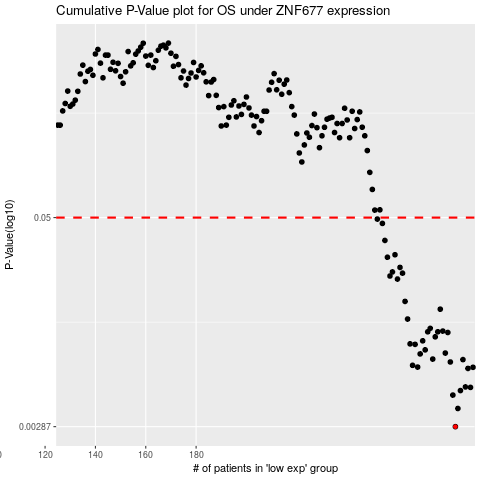 Cumulative P-Value plot for OS under ZNF677 expression
P-Value(log10)
0.05
0.00287
0
120
140
160
180
# of patients in 'low exp' group